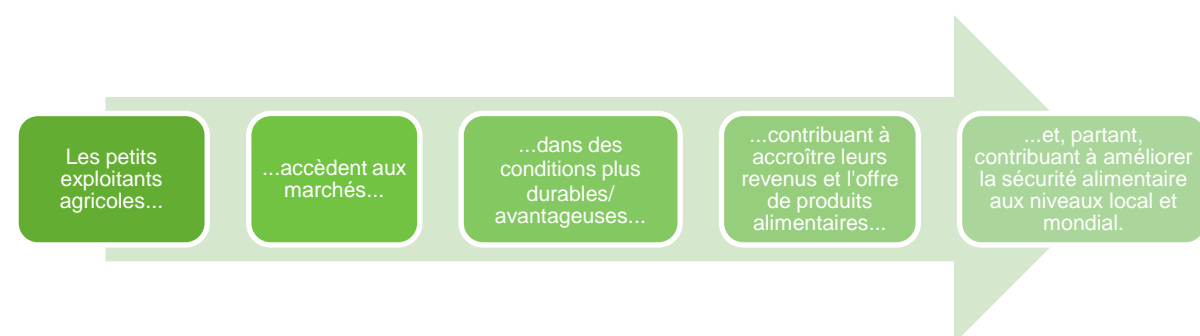 Les petits
exploitants
agricoles...
...accèdent aux
marchés...
...dans des
conditions plus
durables/
avantageuses...
...contribuant à
accroître leurs
revenus et l'offre
de produits
alimentaires...
...et, partant,
contribuant à améliorer
la sécurité alimentaire
aux niveaux local et
mondial.